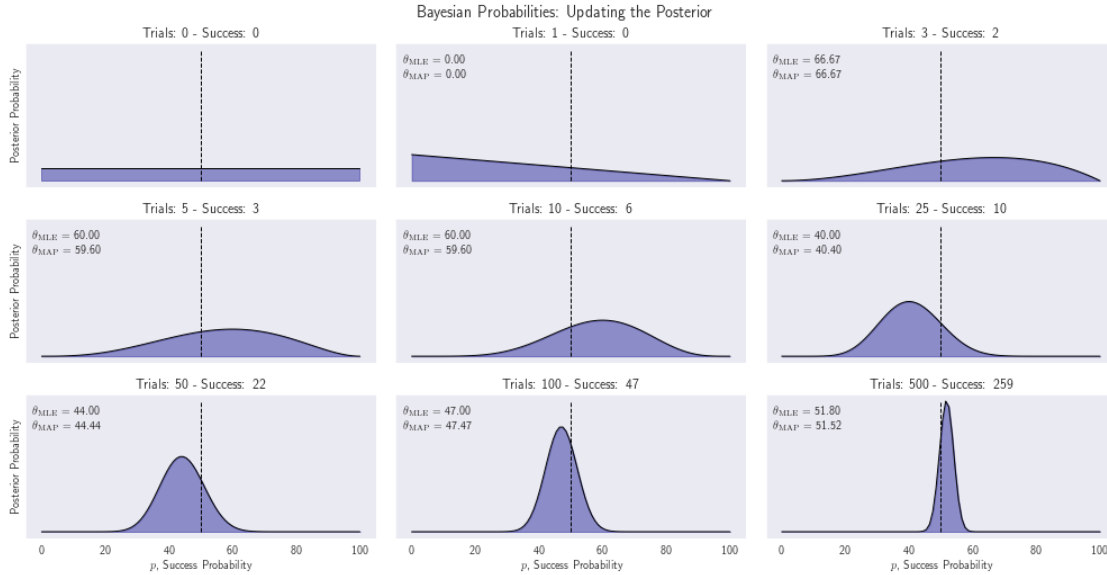 Bayesian Probabilities: Updating the Posterior
Trials: 0 - Success: 0
Trials: 1 - Success: 0
Trials: 3 - Success: 2
Posterior Probability
θMLE = 0.00
θMAP = 0.00
θMLE = 66.67
θMAP = 66.67
Trials: 5 - Success: 3
Trials: 10 - Success: 6
Trials: 25 - Success: 10
Posterior Probability
θMLE = 60.00
θMAP = 59.60
θMLE = 60.00
θMAP = 59.60
θMLE = 40.00
θMAP = 40.40
Trials: 50 - Success: 22
Trials: 100 - Success: 47
Trials: 500 - Success: 259
Posterior Probability
θMLE = 44.00
θMAP = 44.44
θMLE = 47.00
θMAP = 47.47
θMLE = 51.80
θMAP = 51.52
0 20 40 60 80 100
0 20 40 60 80 100
0 20 40 60 80 100
p, Success Probability
p, Success Probability
p, Success Probability